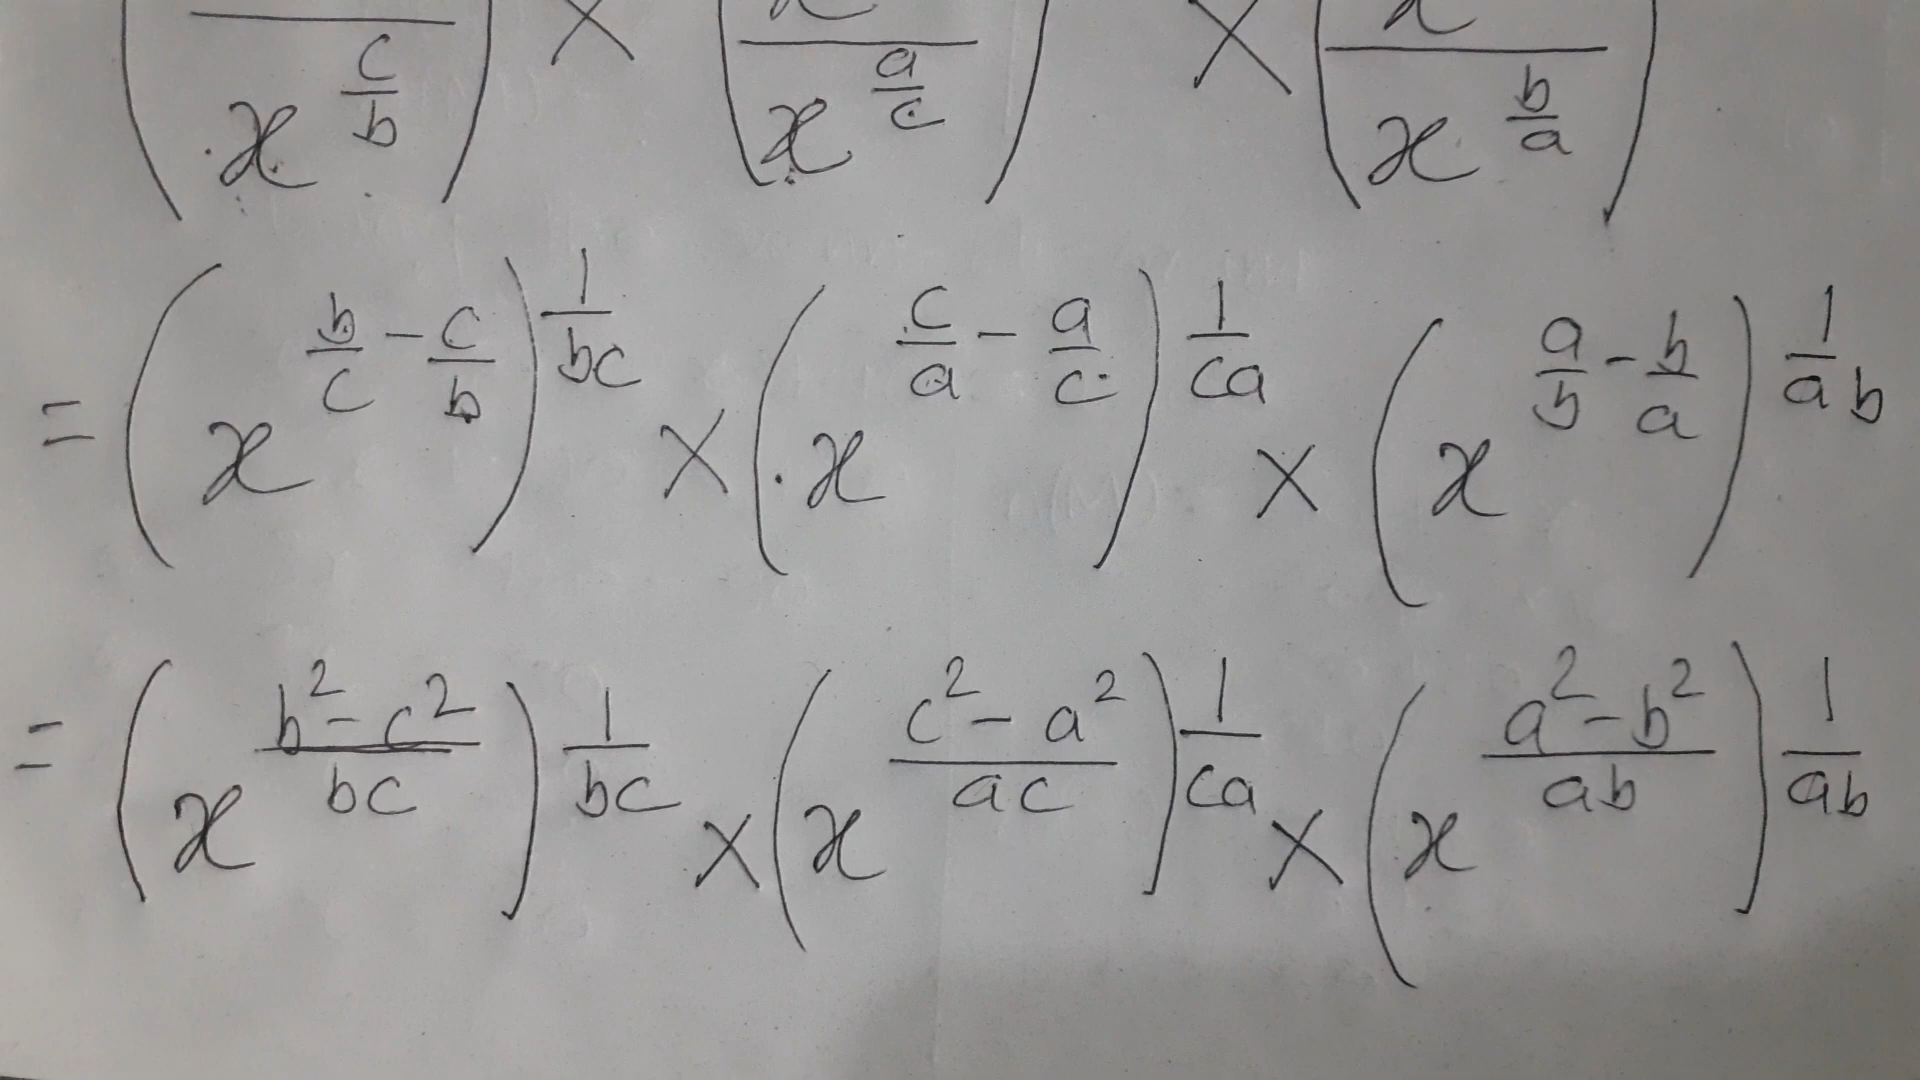 ( / x^(c/b) ) × ( x / x^(a/c) ) × ( x / x^(b/a) )
= ( x^(b/c - c/b) )^(1/bc) × ( x^(c/a - a/c) )^(1/ca) × ( x^(a/b - b/a) )^(1/ab)
= ( x^((b² - c²)/bc) )^(1/bc) × ( x^((c² - a²)/ac) )^(1/ca) × ( x^((a² - b²)/ab) )^(1/ab)